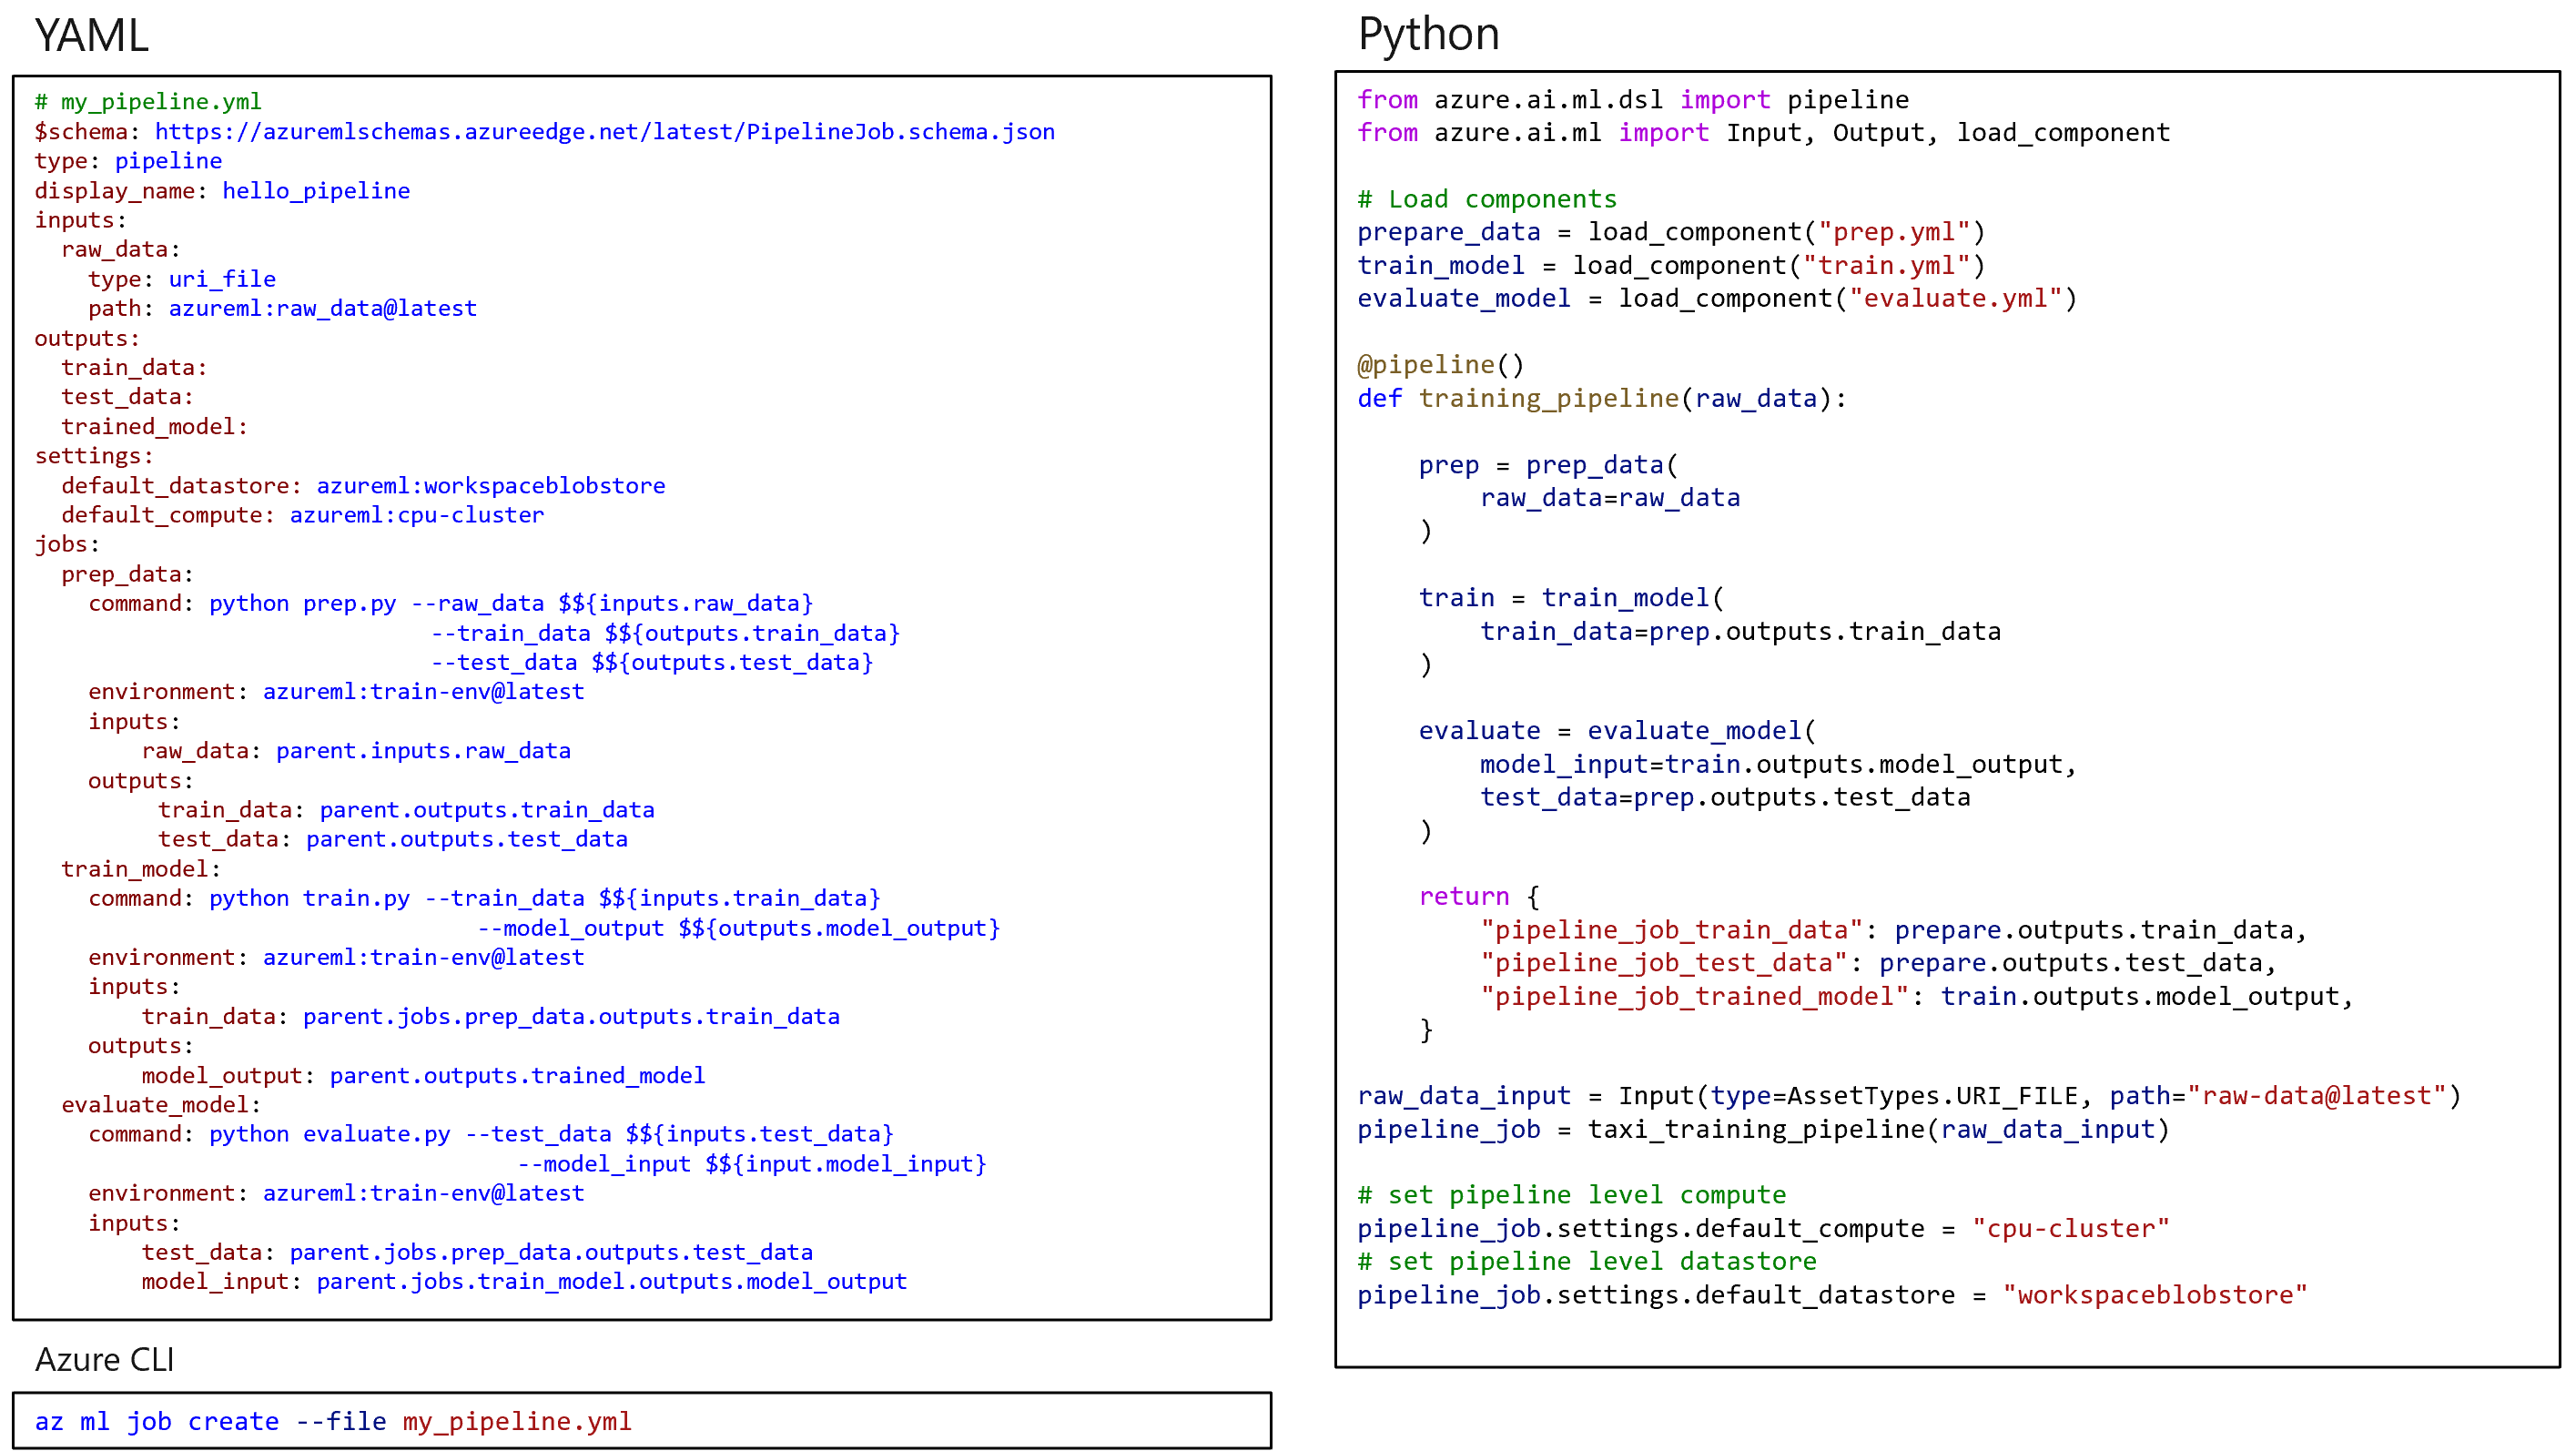 YAML
# my_pipeline.yml
$schema: https://azuremlschemas.azureedge.net/latest/PipelineJob.schema.json
type: pipeline
display_name: hello_pipeline
inputs:
  raw_data:
    type: uri_file
    path: azureml:raw_data@latest
outputs:
  train_data:
  test_data:
  trained_model:
settings:
  default_datastore: azureml:workspaceblobstore
  default_compute: azureml:cpu-cluster
jobs:
  prep_data:
    command: python prep.py --raw_data $${inputs.raw_data}
                              --train_data $${outputs.train_data}
                              --test_data $${outputs.test_data}
    environment: azureml:train-env@latest
    inputs:
        raw_data: parent.inputs.raw_data
    outputs:
         train_data: parent.outputs.train_data
         test_data: parent.outputs.test_data
  train_model:
    command: python train.py --train_data $${inputs.train_data}
                                 --model_output $${outputs.model_output}
    environment: azureml:train-env@latest
    inputs:
        train_data: parent.jobs.prep_data.outputs.train_data
    outputs:
        model_output: parent.outputs.trained_model
  evaluate_model:
    command: python evaluate.py --test_data $${inputs.test_data}
                                    --model_input $${input.model_input}
    environment: azureml:train-env@latest
    inputs:
        test_data: parent.jobs.prep_data.outputs.test_data
        model_input: parent.jobs.train_model.outputs.model_output
Azure CLI
az ml job create --file my_pipeline.yml
Python
from azure.ai.ml.dsl import pipeline
from azure.ai.ml import Input, Output, load_component
# Load components
prepare_data = load_component("prep.yml")
train_model = load_component("train.yml")
evaluate_model = load_component("evaluate.yml")
@pipeline()
def training_pipeline(raw_data):
    prep = prep_data(
        raw_data=raw_data
    )
    train = train_model(
        train_data=prep.outputs.train_data
    )
    evaluate = evaluate_model(
        model_input=train.outputs.model_output,
        test_data=prep.outputs.test_data
    )
    return {
        "pipeline_job_train_data": prepare.outputs.train_data,
        "pipeline_job_test_data": prepare.outputs.test_data,
        "pipeline_job_trained_model": train.outputs.model_output,
    }
raw_data_input = Input(type=AssetTypes.URI_FILE, path="raw-data@latest")
pipeline_job = taxi_training_pipeline(raw_data_input)
# set pipeline level compute
pipeline_job.settings.default_compute = "cpu-cluster"
# set pipeline level datastore
pipeline_job.settings.default_datastore = "workspaceblobstore"